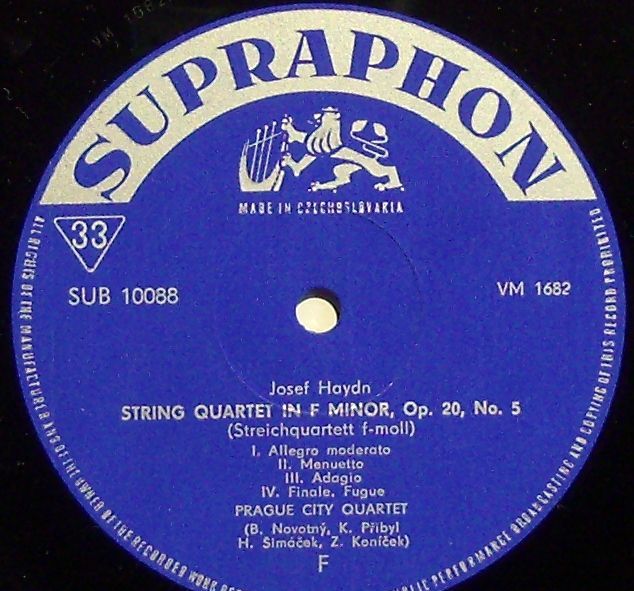 SUPRAPHON
MADE IN CZECHOSLOVAKIA
33
SUB 10088
VM 1682
Josef Haydn
STRING QUARTET IN F MINOR, Op. 20, No. 5
(Streichquartett f-moll)
I. Allegro moderato
II. Menuetto
III. Adagio
IV. Finale. Fugue
PRAGUE CITY QUARTET
(B. Novotný, K. Přibyl
H. Šimáček, Z. Koníček)
F
ALL RIGHTS OF THE MANUFACTURER AND OF THE OWNER OF THE RECORDED WORK
PUBLIC PERFORMANCE BROADCASTING AND COPYING OF THIS RECORD PROHIBITED
VM 1682